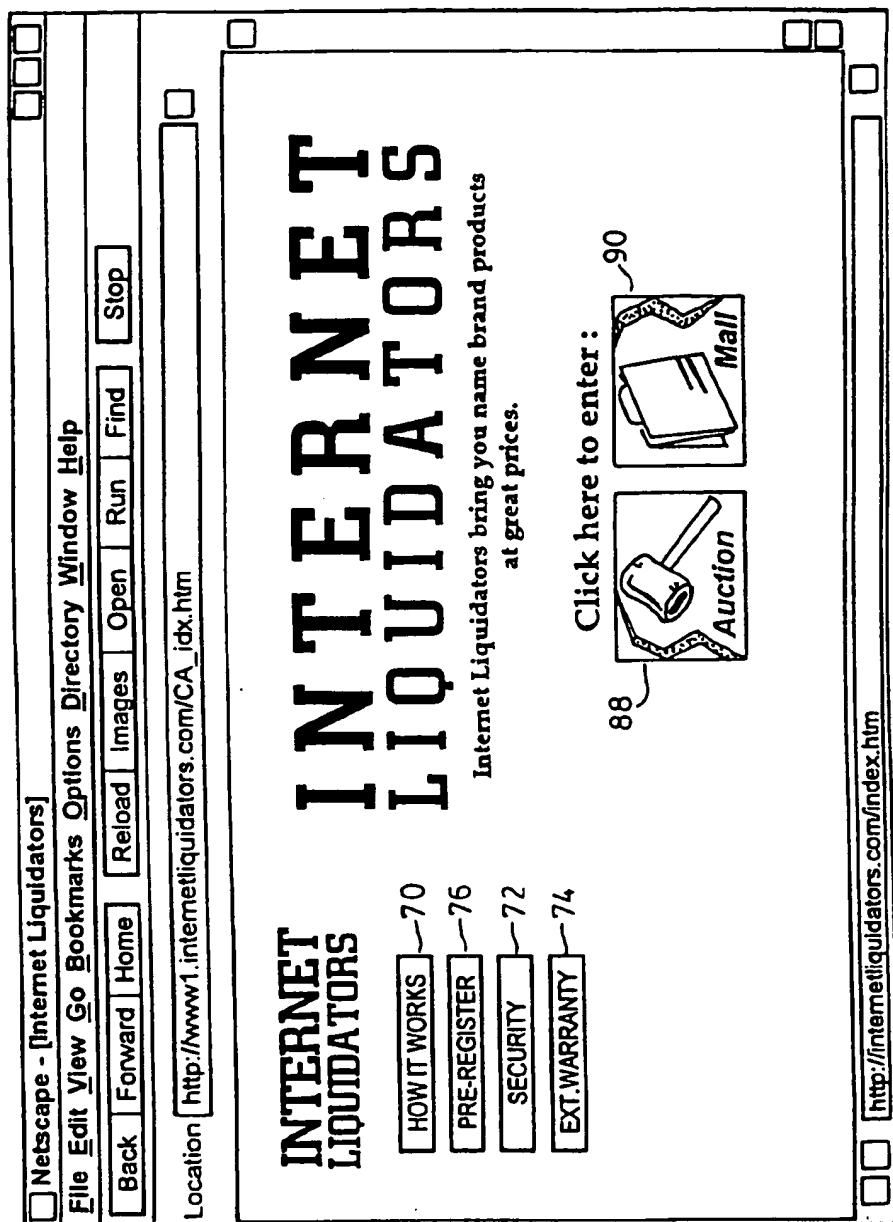 Netscape - [Internet Liquidators]
File Edit View Go Bookmarks Options Directory Window Help
Back Forward Home Reload Images Open Run Find Stop
Location http://www1.internetliquidators.com/CA_idx.htm
INTERNET
LIQUIDATORS
HOW IT WORKS 70
PRE-REGISTER 76
SECURITY 72
EXT.WARRANTY 74
INTERNET
LIQUIDATORS
Internet Liquidators bring you name brand products
at great prices.
Click here to enter :
88 Auction
Mall 90
http://internetliquidators.com/index.htm